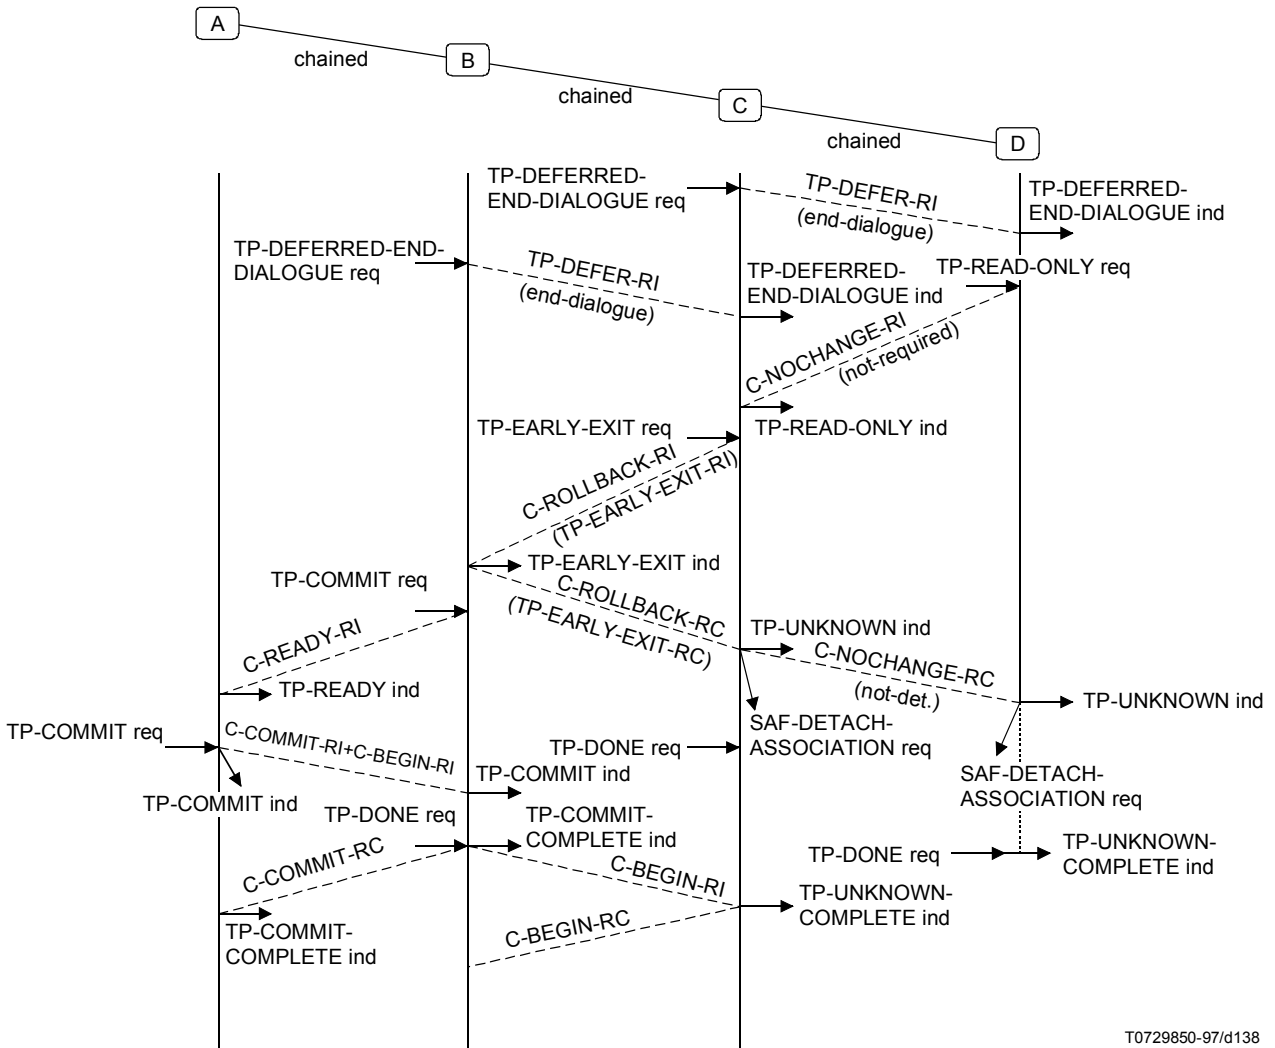 A
chained
B
chained
C
chained
D
TP-DEFERRED-
END-DIALOGUE req
TP-DEFER-RI
(end-dialogue)
TP-DEFERRED-
END-DIALOGUE ind
TP-DEFERRED-END-
DIALOGUE req
TP-DEFER-RI
(end-dialogue)
TP-DEFERRED-
END-DIALOGUE ind
TP-READ-ONLY req
C-NOCHANGE-RI
(not-required)
TP-EARLY-EXIT req
TP-READ-ONLY ind
C-ROLLBACK-RI
(TP-EARLY-EXIT-RI)
TP-EARLY-EXIT ind
TP-COMMIT req
C-ROLLBACK-RC
(TP-EARLY-EXIT-RC)
TP-UNKNOWN ind
C-READY-RI
TP-READY ind
C-NOCHANGE-RC
(not-det.)
TP-UNKNOWN ind
TP-COMMIT req
C-COMMIT-RI+C-BEGIN-RI
TP-DONE req
SAF-DETACH-
ASSOCIATION req
TP-COMMIT ind
TP-COMMIT ind
SAF-DETACH-
ASSOCIATION req
TP-DONE req
TP-COMMIT-
COMPLETE ind
C-COMMIT-RC
C-BEGIN-RI
TP-DONE req
TP-UNKNOWN-
COMPLETE ind
TP-UNKNOWN-
COMPLETE ind
TP-COMMIT-
COMPLETE ind
C-BEGIN-RC
T0729850-97/d138